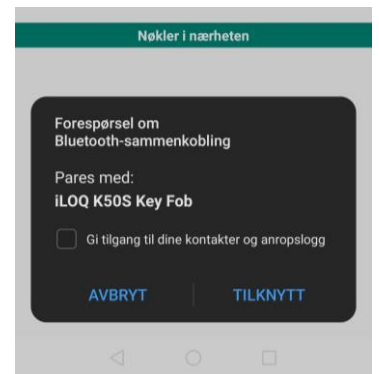 Nøkler i nærheten
Forespørsel om
Bluetooth-sammenkobling
Pares med:
iLOQ K50S Key Fob
Gi tilgang til dine kontakter og anropslogg
AVBRYT
TILKNYTT